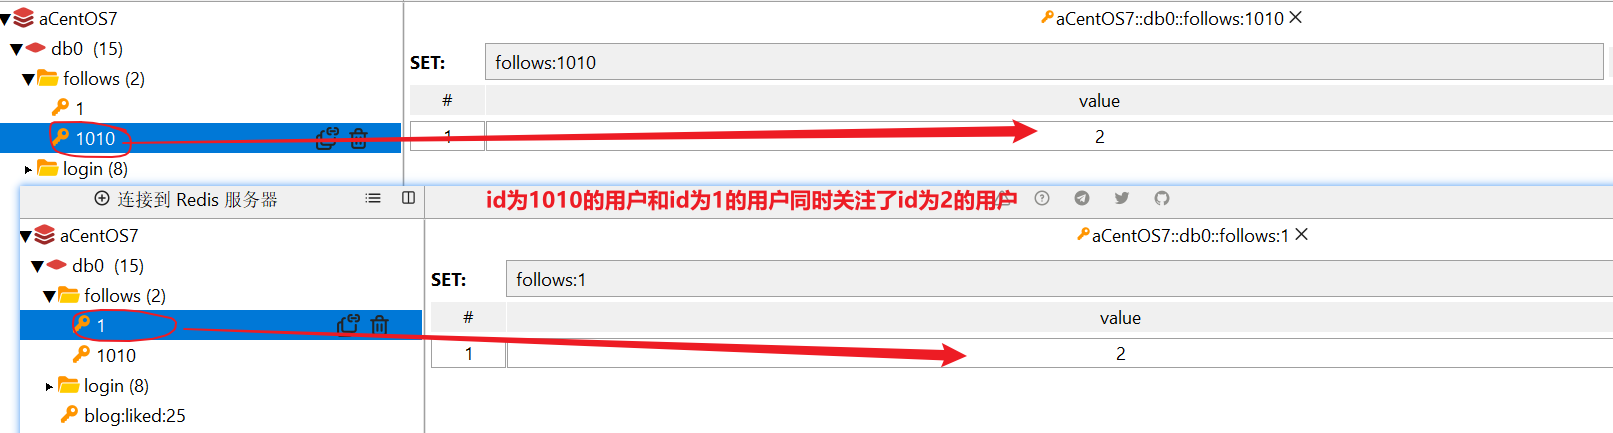 aCentOS7
aCentOS7::db0::follows:1010
db0 (15)
SET:
follows:1010
follows (2)
#
value
1
1010
1
2
login (8)
连接到 Redis 服务器
id为1010的用户和id为1的用户同时关注了id为2的用户
aCentOS7
aCentOS7::db0::follows:1
db0 (15)
SET:
follows:1
follows (2)
#
value
1
1010
1
2
login (8)
blog:liked:25